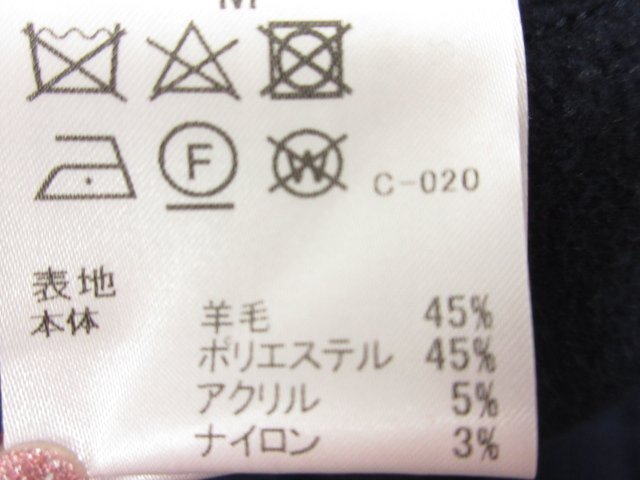 M
F
W C-020
表地
本体
羊毛 45%
ポリエステル 45%
アクリル 5%
ナイロン 3%